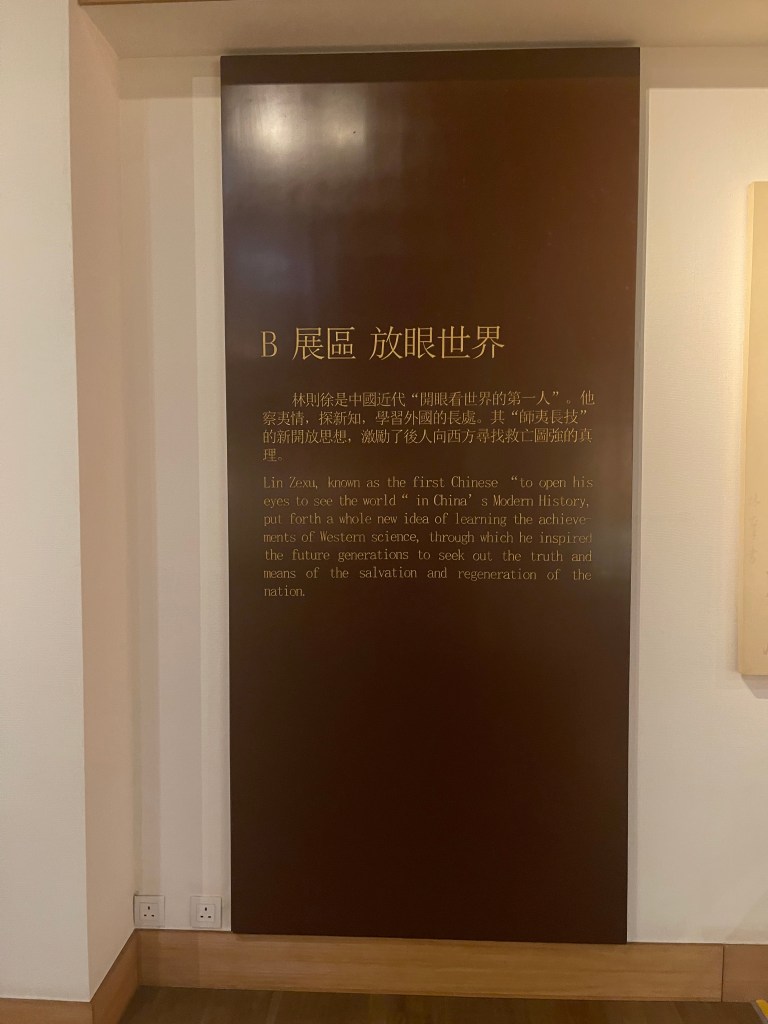 B 展區 放眼世界
林則徐是中國近代“開眼看世界的第一人”。他
察夷情，探新知，學習外國的長處。其“師夷長技”
的新開放思想，激勵了後人向西方尋找救亡圖強的真
理。
Lin Zexu, known as the first Chinese “to open his
eyes to see the world “ in China’s Modern History,
put forth a whole new idea of learning the achieve-
ments of Western science, through which he inspired
the future generations to seek out the truth and
means of the salvation and regeneration of the
nation.